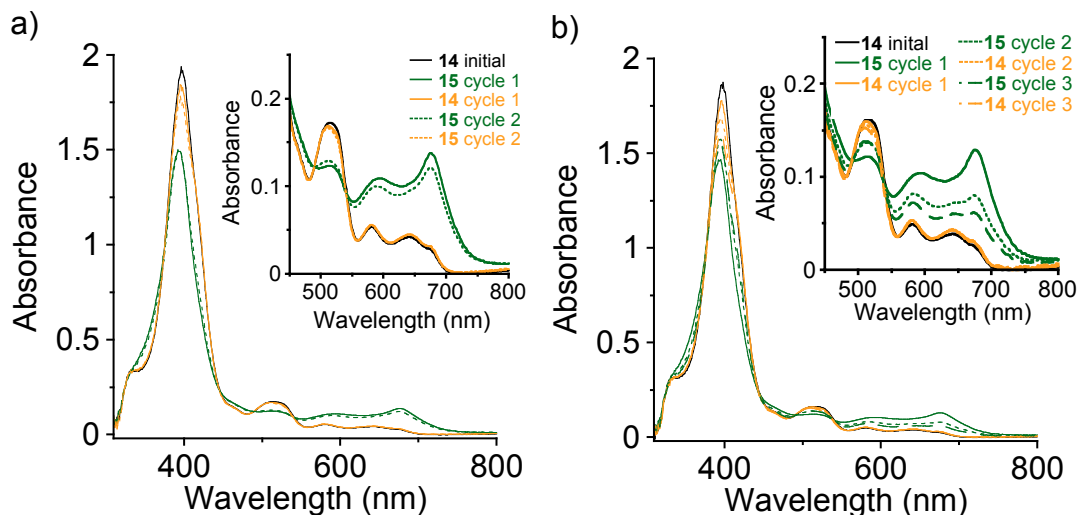 a)
Absorbance
2
1.5
1
0.5
0
400
600
800
Wavelength (nm)
Absorbance
0.2
0.1
0
500
600
700
800
Wavelength (nm)
14 initial
15 cycle 1
14 cycle 1
15 cycle 2
15 cycle 2
b)
Absorbance
2
1.5
1
0.5
0
400
600
800
Wavelength (nm)
Absorbance
0.2
0.1
0
500
600
700
800
Wavelength (nm)
14 inital
15 cycle 1
14 cycle 1
15 cycle 2
14 cycle 2
15 cycle 3
14 cycle 3